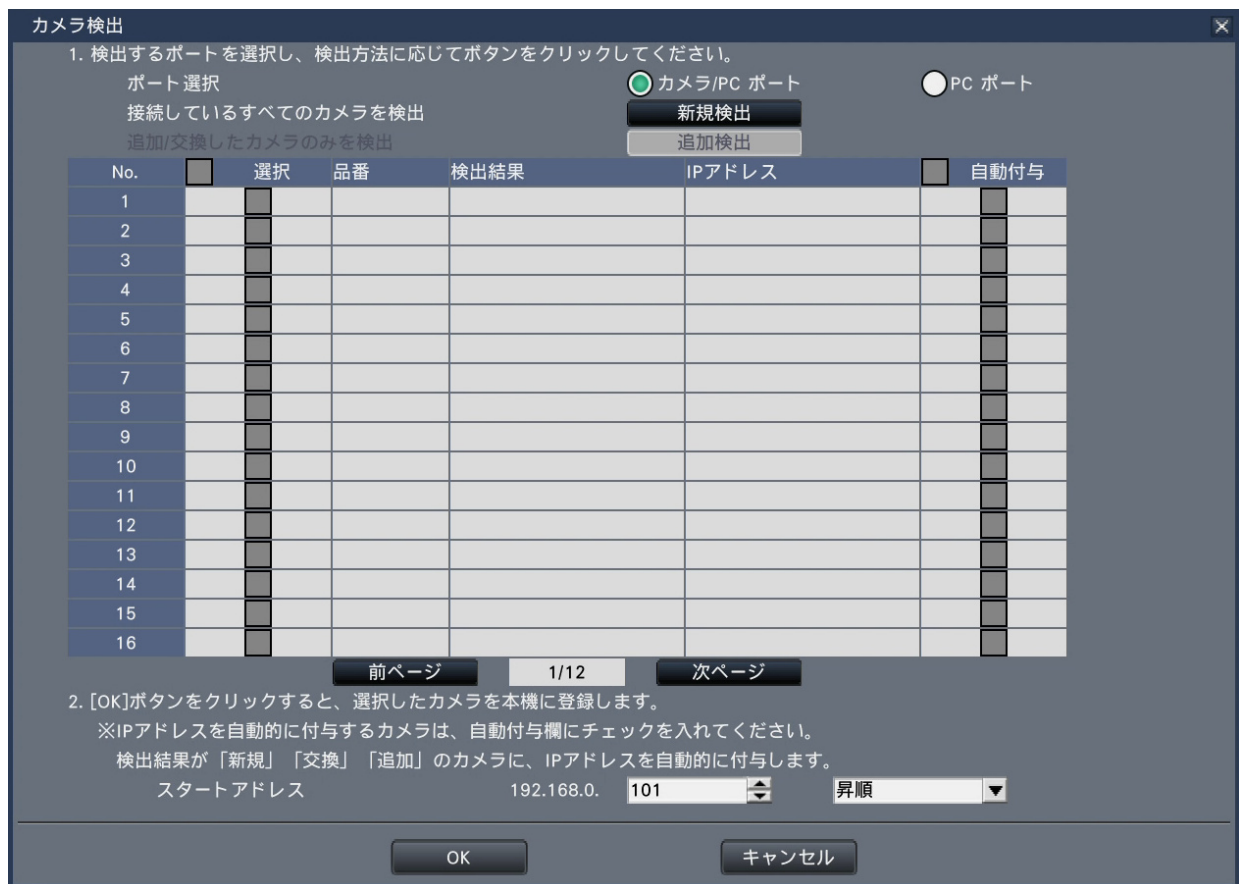 カメラ検出
1. 検出するポートを選択し、検出方法に応じてボタンをクリックしてください。
ポート選択 カメラ/PC ポート PC ポート
接続しているすべてのカメラを検出 新規検出
追加/交換したカメラのみを検出 追加検出
No. 選択 品番 検出結果 IPアドレス 自動付与
1
2
3
4
5
6
7
8
9
10
11
12
13
14
15
16
前ページ 1/12 次ページ
2. [OK]ボタンをクリックすると、選択したカメラを本機に登録します。
※IPアドレスを自動的に付与するカメラは、自動付与欄にチェックを入れてください。
検出結果が「新規」「交換」「追加」のカメラに、IPアドレスを自動的に付与します。
スタートアドレス 192.168.0. 101 昇順
OK キャンセル